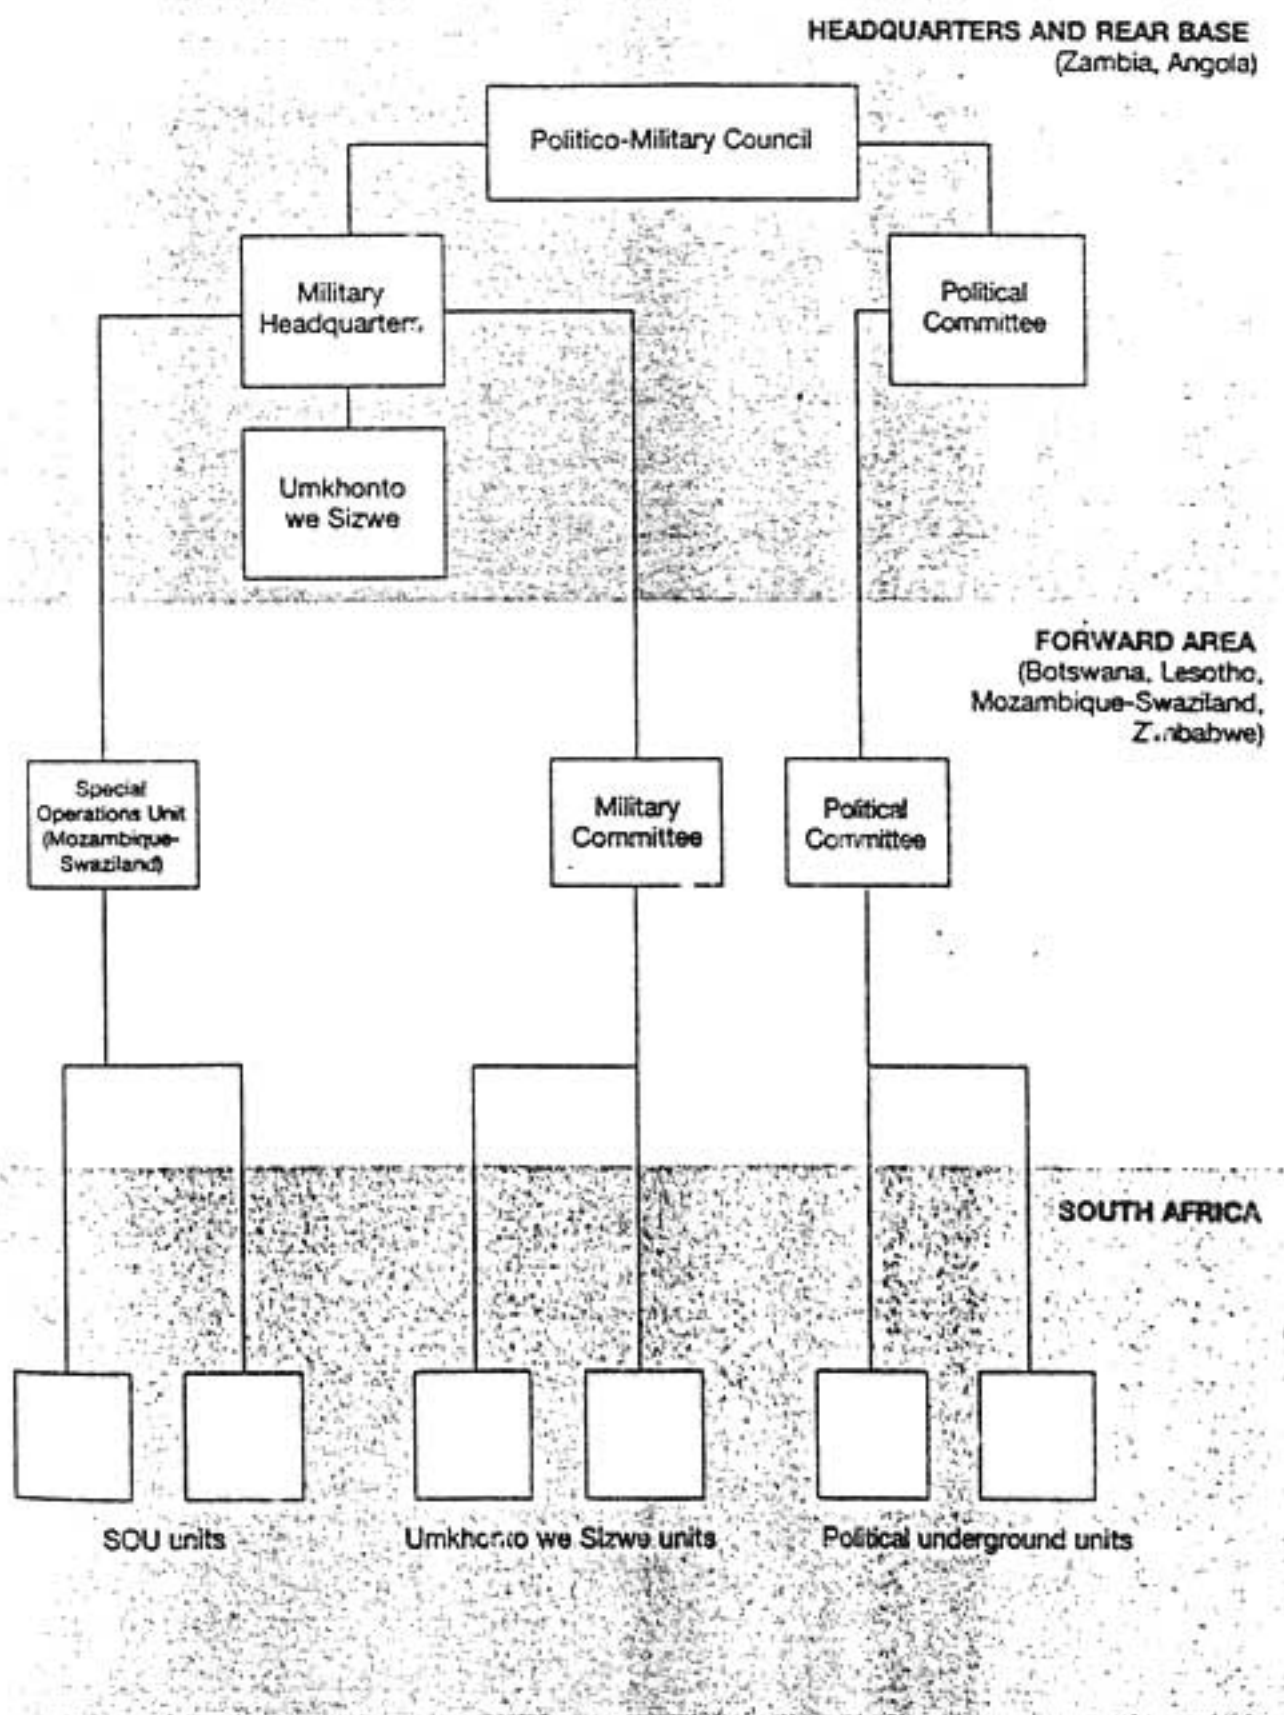 HEADQUARTERS AND REAR BASE
(Zambia, Angola)
Politico-Military Council
Military
Headquarters
Political
Committee
Umkhonto
we Sizwe
FORWARD AREA
(Botswana, Lesotho,
Mozambique-Swaziland,
Zimbabwe)
Special
Operations Unit
(Mozambique-
Swaziland)
Military
Committee
Political
Committee
SOUTH AFRICA
SOU units
Umkhonto we Sizwe units
Political underground units